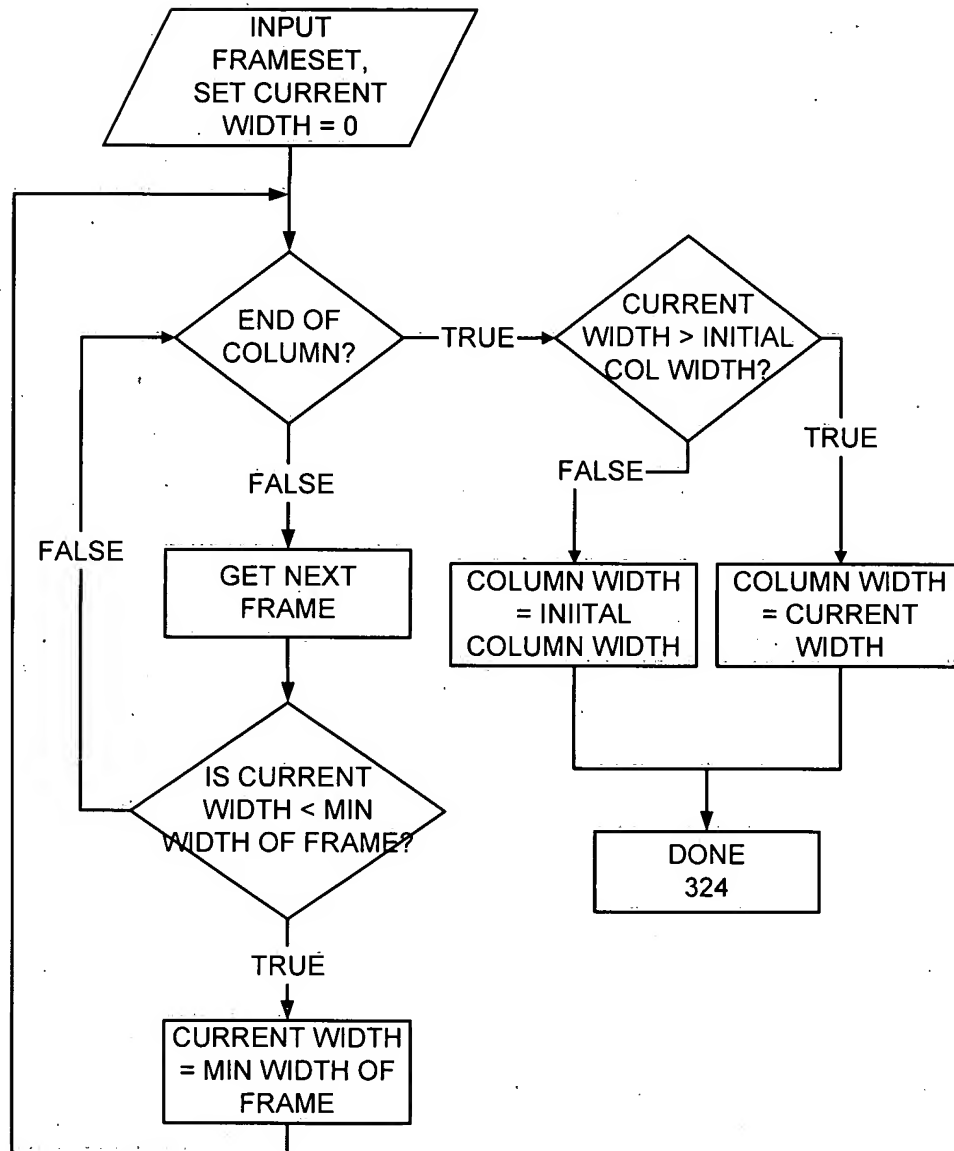 INPUT
FRAMESET,
SET CURRENT
WIDTH = 0
END OF
COLUMN?
TRUE
CURRENT
WIDTH > INITIAL
COL WIDTH?
FALSE
TRUE
FALSE
FALSE
GET NEXT
FRAME
COLUMN WIDTH
= INIITAL
COLUMN WIDTH
COLUMN WIDTH
= CURRENT
WIDTH
IS CURRENT
WIDTH < MIN
WIDTH OF FRAME?
DONE
324
TRUE
CURRENT WIDTH
= MIN WIDTH OF
FRAME